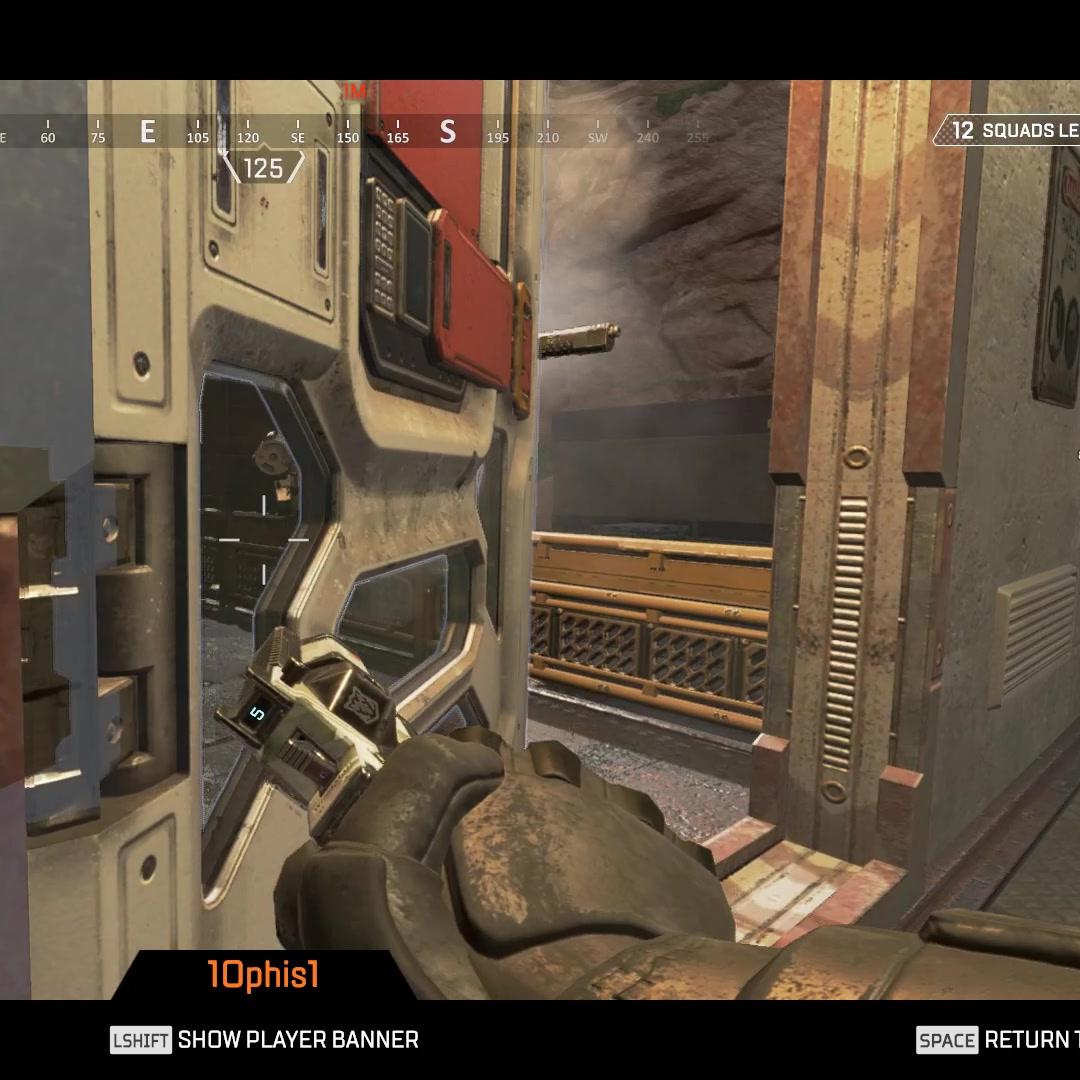 1M
E 60 75 E 105 120 SE 150 165 S 195 210 SW 240 255
125
12 SQUADS LE
5
1Ophis1
LSHIFT SHOW PLAYER BANNER
SPACE RETURN T